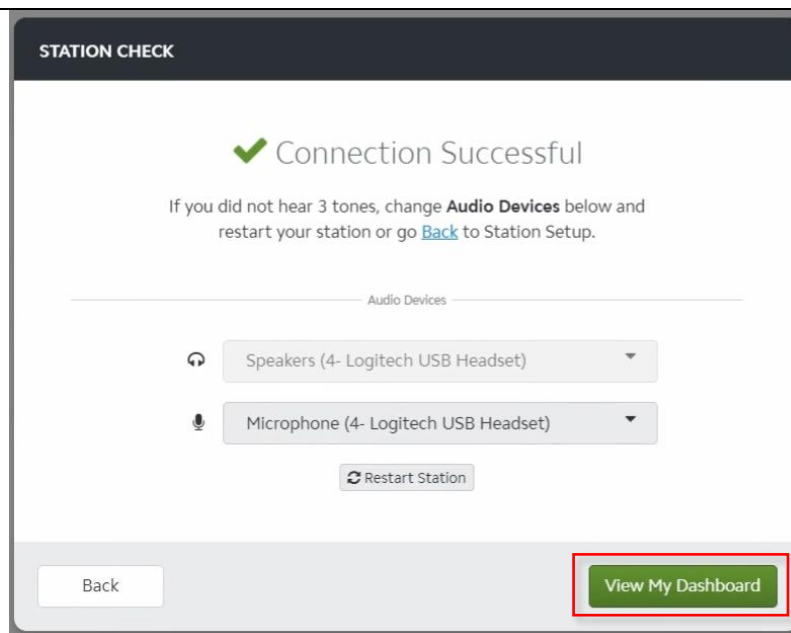 STATION CHECK
Connection Successful
If you did not hear 3 tones, change Audio Devices below and
restart your station or go Back to Station Setup.
Audio Devices
Speakers (4- Logitech USB Headset)
Microphone (4- Logitech USB Headset)
Restart Station
Back
View My Dashboard